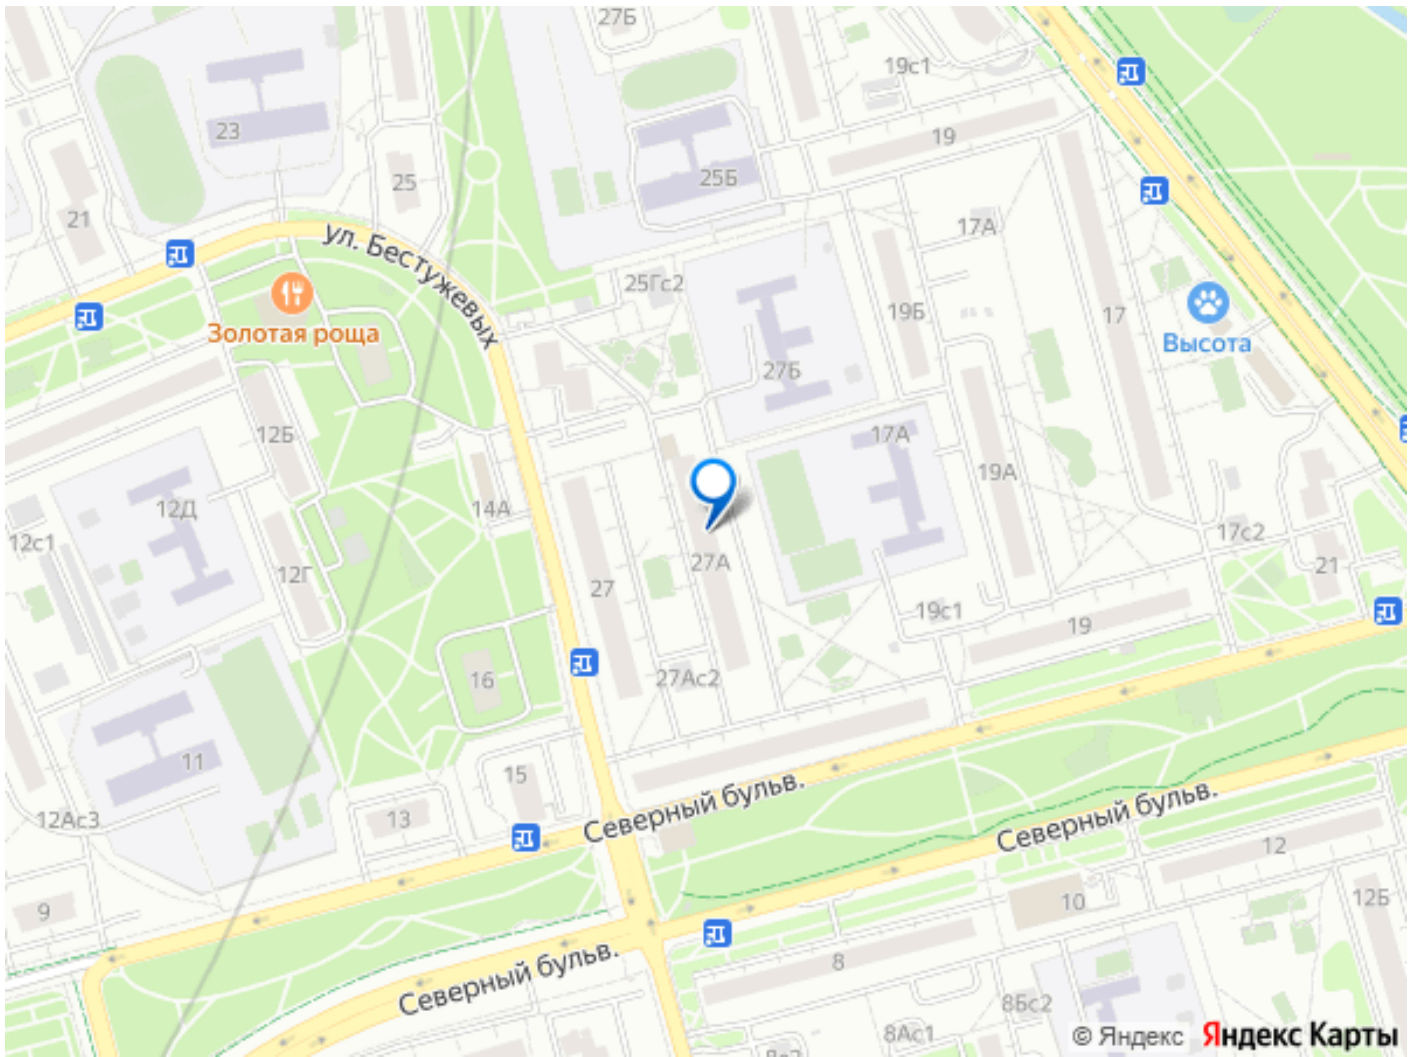 27Б
19с1
23
19
25
25Б
21
17А
ул. Бестужевых
25Гс2
19Б
17
Золотая роща
Высота
27Б
12Б
17А
19А
12Д
14А
12с1
17с2
27А
12Г
27
21
19с1
19
16
27Ас2
11
15
12Ас3
13
Северный бульв.
Северный бульв.
12
9
10
12Б
8
Северный бульв.
8Бс2
8Ас1
© Яндекс
Яндекс Карты